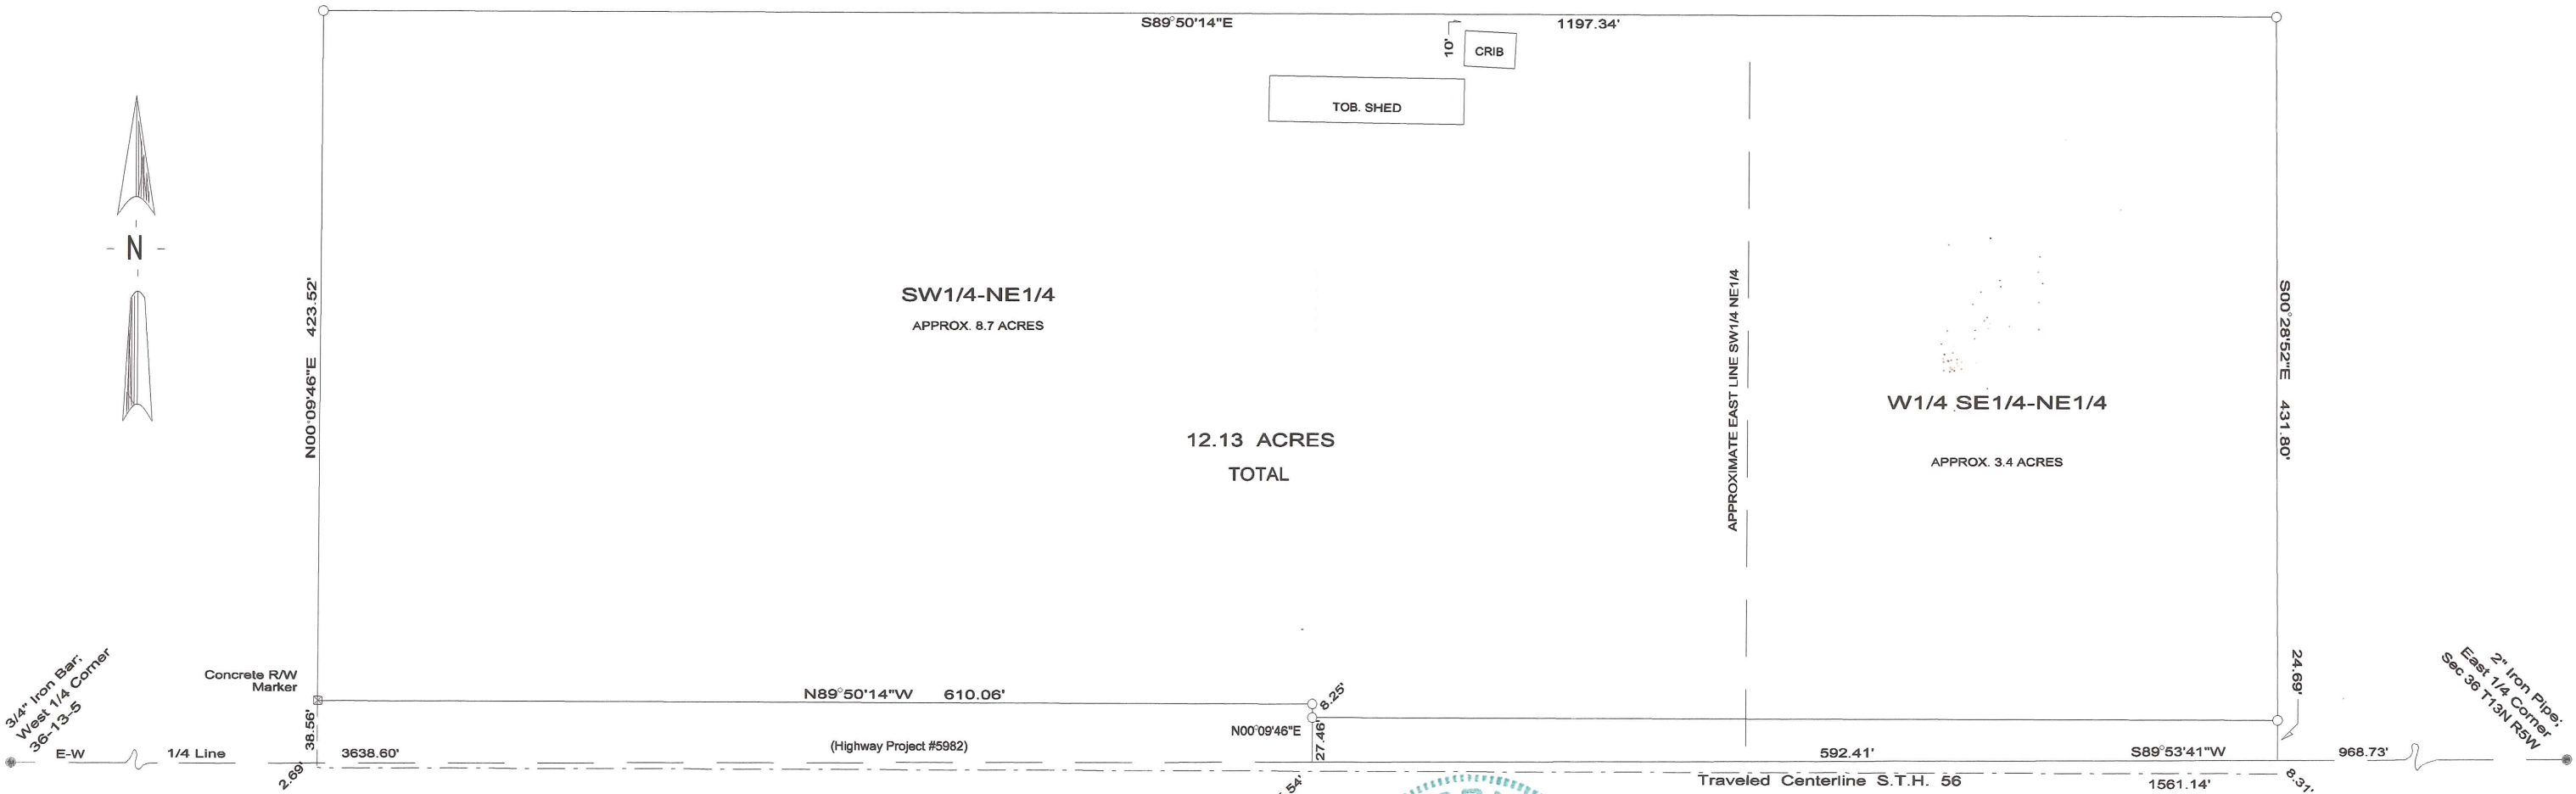 S89°50'14"E
1197.34'
10'
CRIB
TOB. SHED
N
N00°09'46"E 423.52'
SW1/4-NE1/4
APPROX. 8.7 ACRES
APPROXIMATE EAST LINE SW1/4 NE1/4
S00°28'52"E 431.80'
W1/4 SE1/4-NE1/4
APPROX. 3.4 ACRES
12.13 ACRES
TOTAL
3/4" Iron Bar;
West 1/4 Corner
36-13-5
Concrete R/W
Marker
N89°50'14"W 610.06'
8.25'
24.69'
2" Iron Pipe;
East 1/4 Corner
Sec 36 T13N R5W
38.56'
N00°09'46"E
27.46'
E-W 1/4 Line
3638.60'
(Highway Project #5982)
592.41'
S89°53'41"W
968.73'
2.69'
Traveled Centerline S.T.H. 56
1561.14'
8.31'